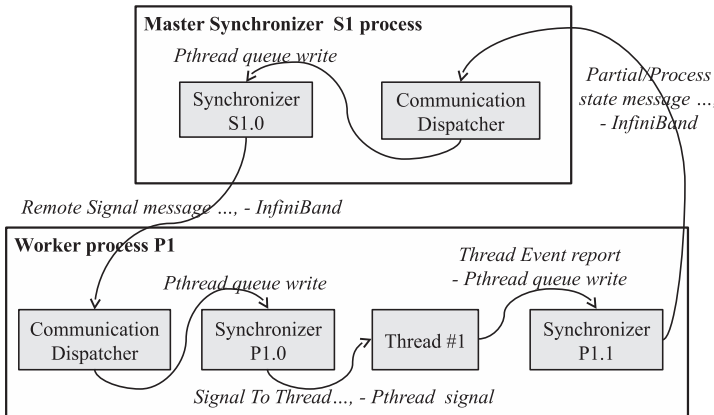 Master Synchronizer S1 process
Pthread queue write
Synchronizer
S1.0
Communication
Dispatcher
Partial/Process
state message ...,
- InfiniBand
Remote Signal message ..., - InfiniBand
Worker process P1
Thread Event report
- Pthread queue write
Pthread queue write
Communication
Dispatcher
Synchronizer
P1.0
Thread #1
Synchronizer
P1.1
Signal To Thread..., - Pthread signal